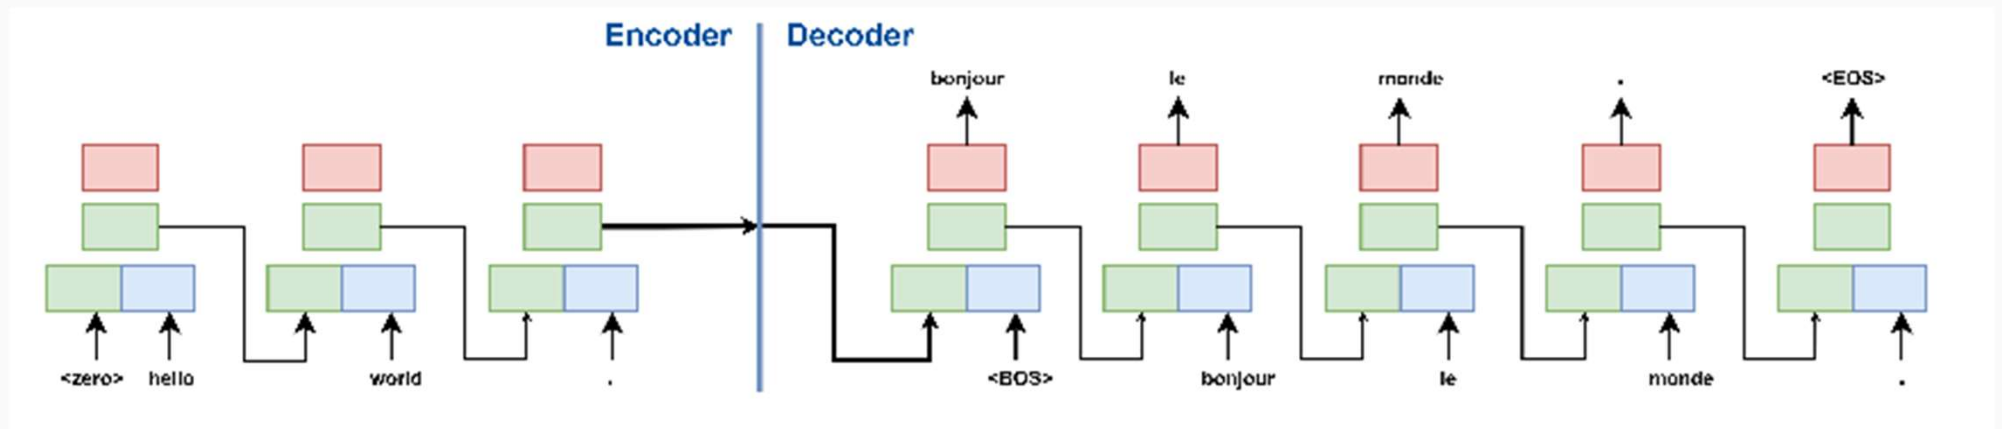 Encoder Decoder
bonjour le monde . <EOS>
<zero> hello world . <BOS> bonjour le monde .